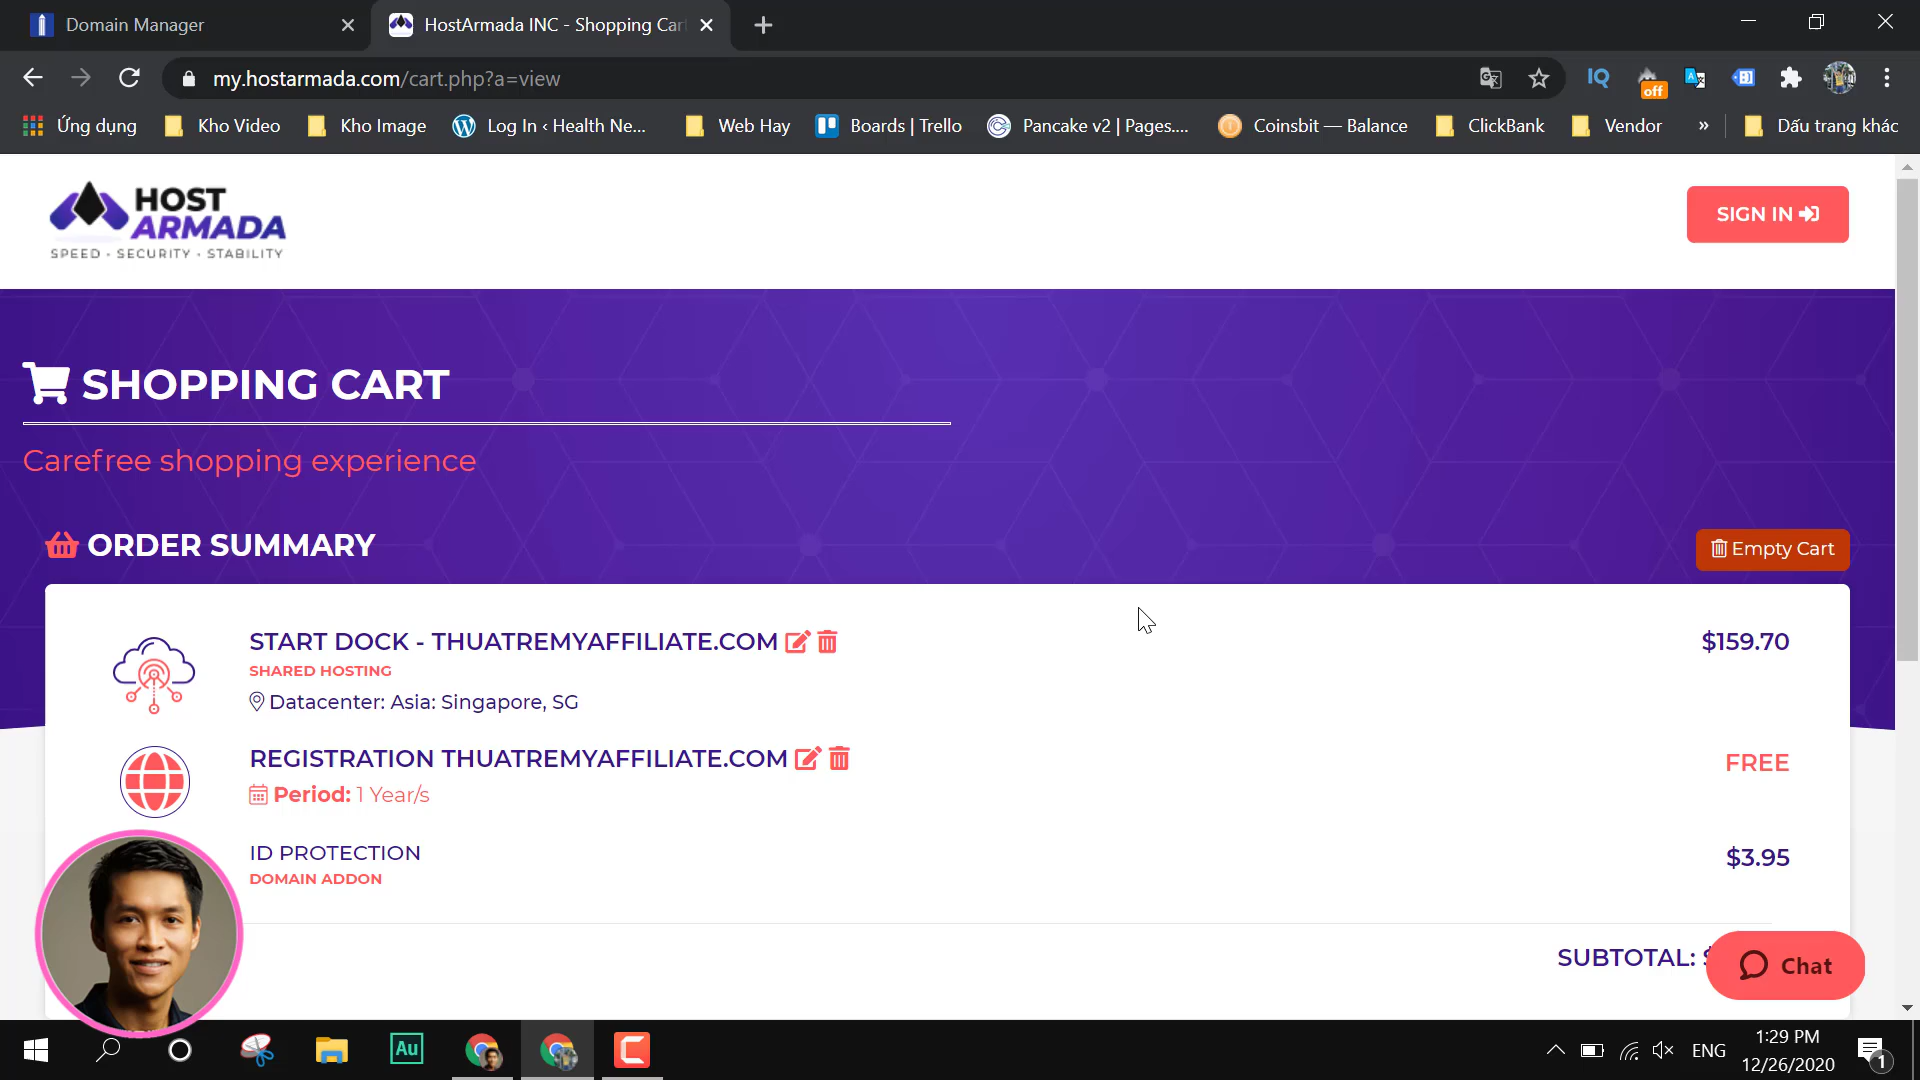 Domain Manager
HostArmada INC - Shopping Car
my.hostarmada.com/cart.php?a=view
off
Ứng dụng
Kho Video
Kho Image
Log In ‹ Health Ne...
Web Hay
Boards | Trello
Pancake v2 | Pages....
Coinsbit — Balance
ClickBank
Vendor
»
Dấu trang khác
HOST
ARMADA
SPEED · SECURITY · STABILITY
SIGN IN
SHOPPING CART
Carefree shopping experience
ORDER SUMMARY
Empty Cart
START DOCK - THUATREMYAFFILIATE.COM
$159.70
SHARED HOSTING
Datacenter: Asia: Singapore, SG
REGISTRATION THUATREMYAFFILIATE.COM
FREE
Period: 1 Year/s
ID PROTECTION
$3.95
DOMAIN ADDON
SUBTOTAL:
Chat
Au
ENG
1:29 PM
12/26/2020
1